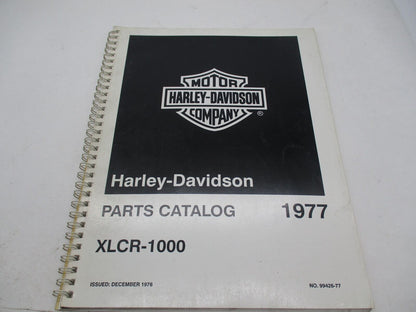 MOTOR
HARLEY-DAVIDSON
COMPANY
®
Harley-Davidson
PARTS CATALOG 1977
XLCR-1000
ISSUED: DECEMBER 1976 NO. 99426-77